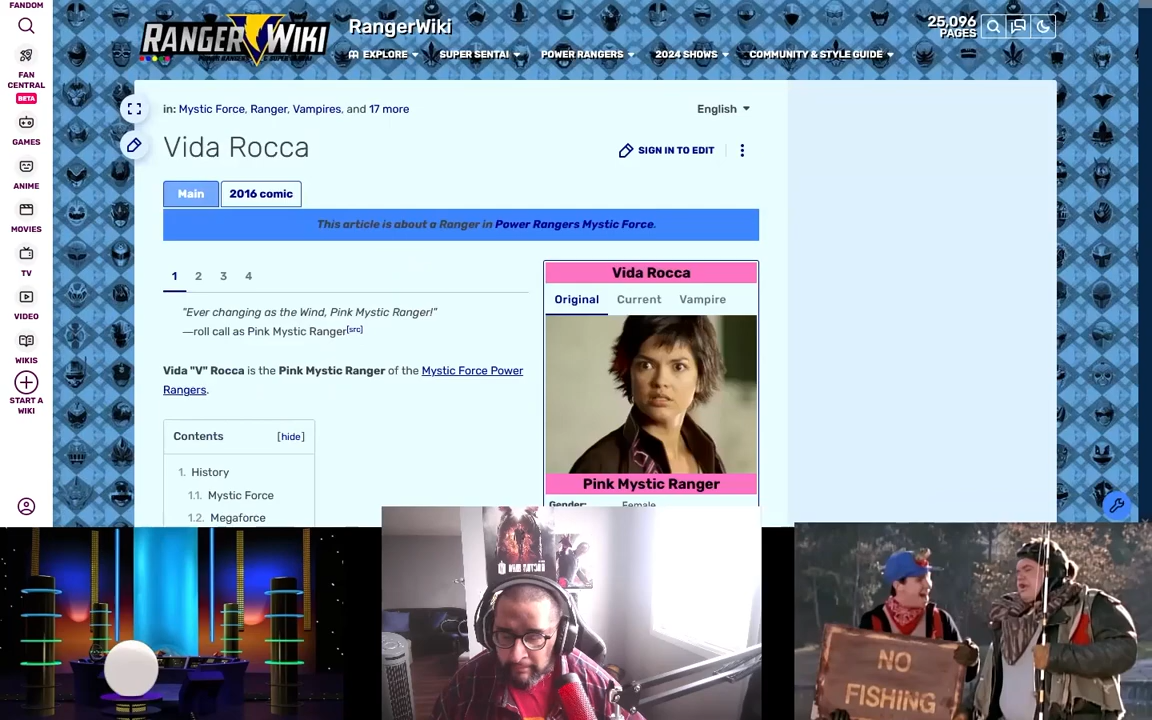 FANDOM
FAN
CENTRAL
BETA
GAMES
ANIME
MOVIES
TV
VIDEO
WIKIS
START A
WIKI
RANGERWIKI
RangerWiki
25,096
PAGES
EXPLORE
SUPER SENTAI
POWER RANGERS
2024 SHOWS
COMMUNITY & STYLE GUIDE
in: Mystic Force, Ranger, Vampires, and 17 more
English
Vida Rocca
SIGN IN TO EDIT
Main
2016 comic
This article is about a Ranger in Power Rangers Mystic Force.
1 2 3 4
"Ever changing as the Wind, Pink Mystic Ranger!"
—roll call as Pink Mystic Ranger[src]
Vida "V" Rocca is the Pink Mystic Ranger of the Mystic Force Power
Rangers.
Contents [hide]
1. History
1.1. Mystic Force
1.2. Megaforce
Vida Rocca
Original Current Vampire
Pink Mystic Ranger
Gender: Female
NO
FISHING